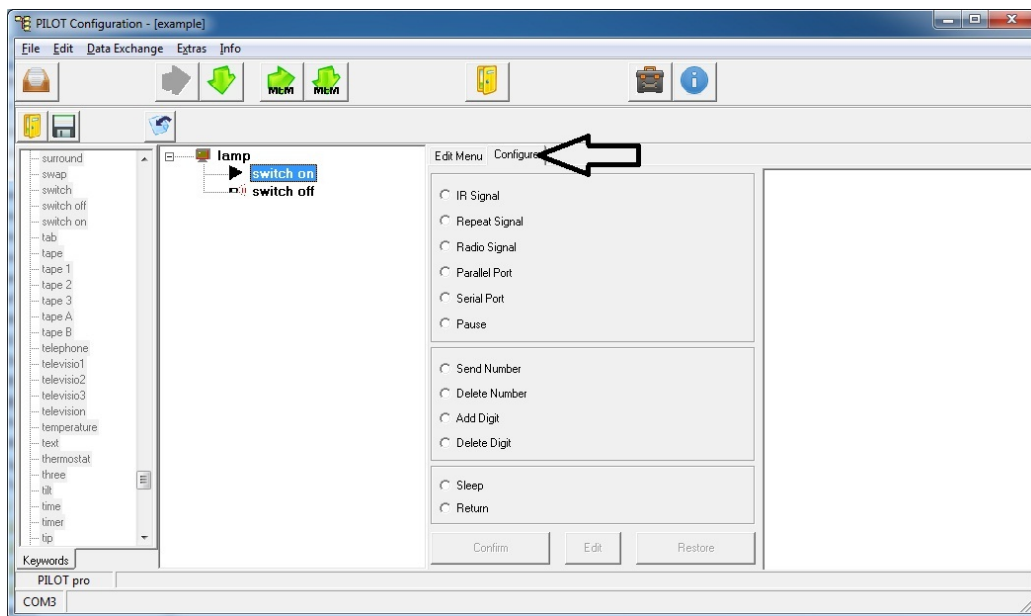 PILOT Configuration - [example]
File Edit Data Exchange Extras Info
MEM MEM
surround
swap
switch
switch off
switch on
tab
tape
tape 1
tape 2
tape 3
tape A
tape B
telephone
televisio1
televisio2
televisio3
television
temperature
text
thermostat
three
tilt
time
timer
tip
Keywords
lamp
switch on
switch off
Edit Menu Configure
IR Signal
Repeat Signal
Radio Signal
Parallel Port
Serial Port
Pause
Send Number
Delete Number
Add Digit
Delete Digit
Sleep
Return
Confirm Edit Restore
PILOT pro
COM3